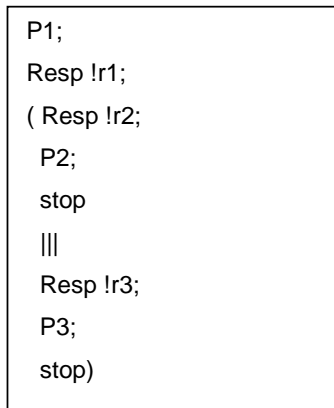 P1;
Resp !r1;
( Resp !r2;
P2;
stop
|||
Resp !r3;
P3;
stop)